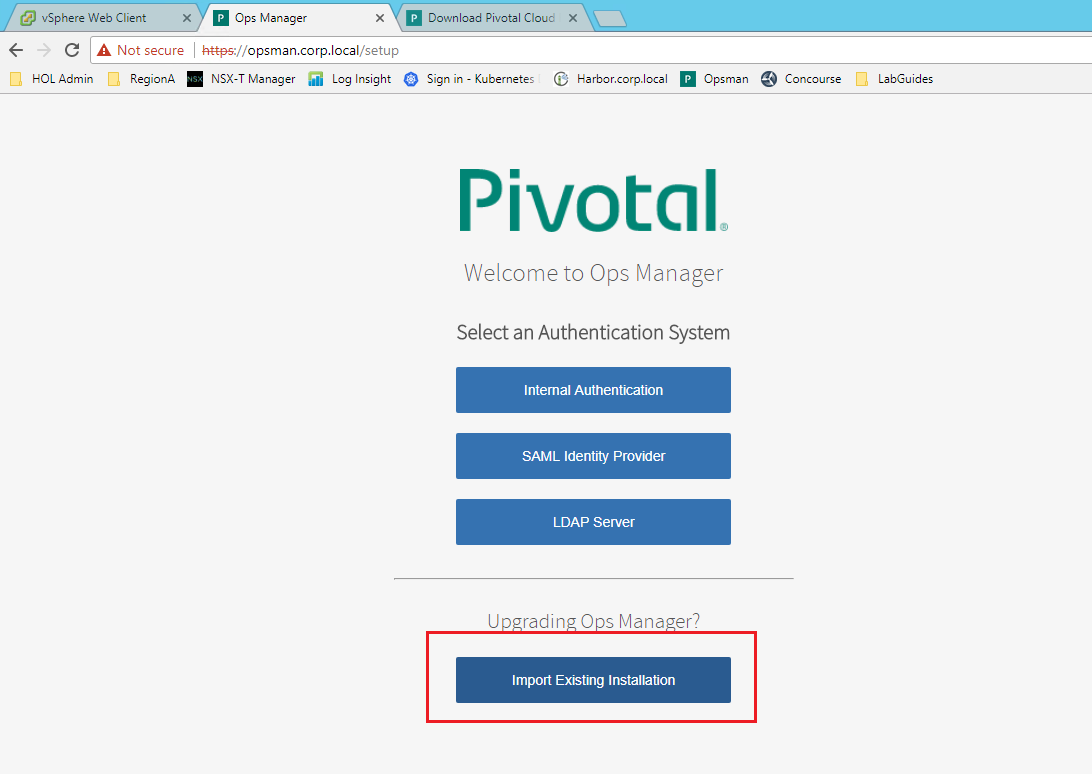 vSphere Web Client
Ops Manager
Download Pivotal Cloud
Not secure https://opsman.corp.local/setup
HOL Admin RegionA NSX NSX-T Manager Log Insight Sign in - Kubernetes Harbor.corp.local P Opsman Concourse LabGuides
Pivotal®
Welcome to Ops Manager
Select an Authentication System
Internal Authentication
SAML Identity Provider
LDAP Server
Upgrading Ops Manager?
Import Existing Installation